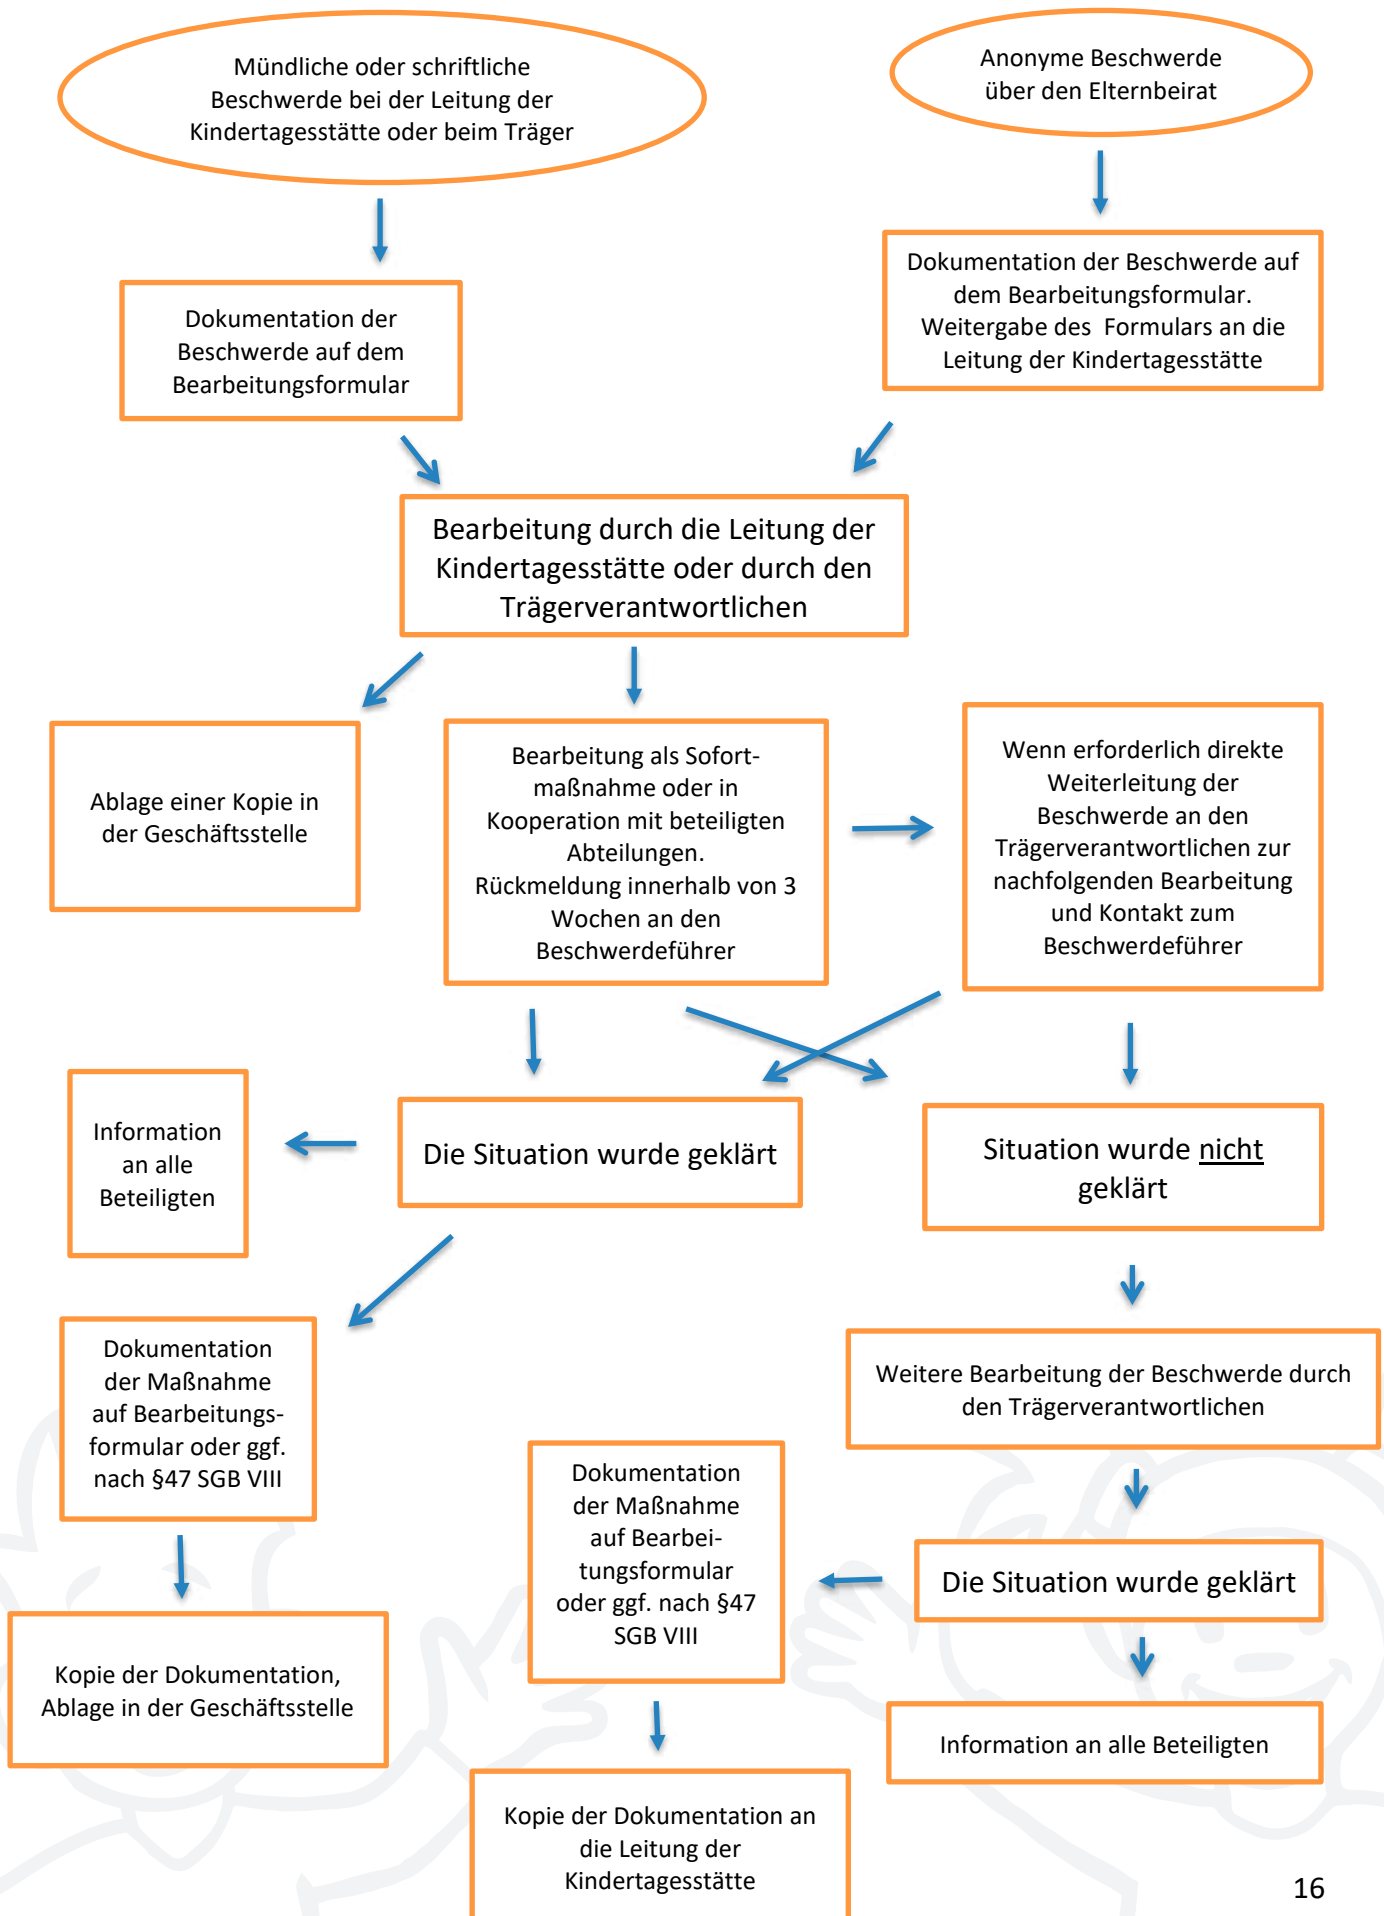 Mündliche oder schriftliche
Beschwerde bei der Leitung der
Kindertagesstätte oder beim Träger
Anonyme Beschwerde
über den Elternbeirat
Dokumentation der
Beschwerde auf dem
Bearbeitungsformular
Dokumentation der Beschwerde auf
dem Bearbeitungsformular.
Weitergabe des  Formulars an die
Leitung der Kindertagesstätte
Bearbeitung durch die Leitung der
Kindertagesstätte oder durch den
Trägerverantwortlichen
Ablage einer Kopie in
der Geschäftsstelle
Bearbeitung als Sofort-
maßnahme oder in
Kooperation mit beteiligten
Abteilungen.
Rückmeldung innerhalb von 3
Wochen an den
Beschwerdeführer
Wenn erforderlich direkte
Weiterleitung der
Beschwerde an den
Trägerverantwortlichen zur
nachfolgenden Bearbeitung
und Kontakt zum
Beschwerdeführer
Information
an alle
Beteiligten
Die Situation wurde geklärt
Situation wurde nicht
geklärt
Dokumentation
der Maßnahme
auf Bearbeitungs-
formular oder ggf.
nach §47 SGB VIII
Weitere Bearbeitung der Beschwerde durch
den Trägerverantwortlichen
Dokumentation
der Maßnahme
auf Bearbei-
tungsformular
oder ggf. nach §47
SGB VIII
Die Situation wurde geklärt
Kopie der Dokumentation,
Ablage in der Geschäftsstelle
Information an alle Beteiligten
Kopie der Dokumentation an
die Leitung der
Kindertagesstätte
16